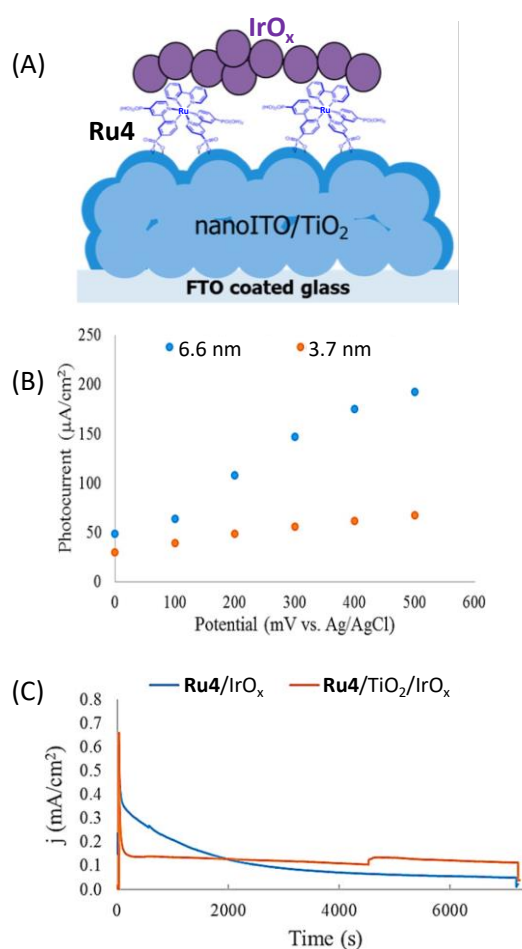 (A)
IrOₓ
Ru4
Ru
Ru
nanoITO/TiO₂
FTO coated glass
(B)
6.6 nm
3.7 nm
Photocurrent (µA/cm²)
250
200
150
100
50
0
0 100 200 300 400 500 600
Potential (mV vs. Ag/AgCl)
(C)
Ru4/IrOₓ
Ru4/TiO₂/IrOₓ
j (mA/cm²)
0.8
0.7
0.6
0.5
0.4
0.3
0.2
0.1
0.0
0 2000 4000 6000
Time (s)